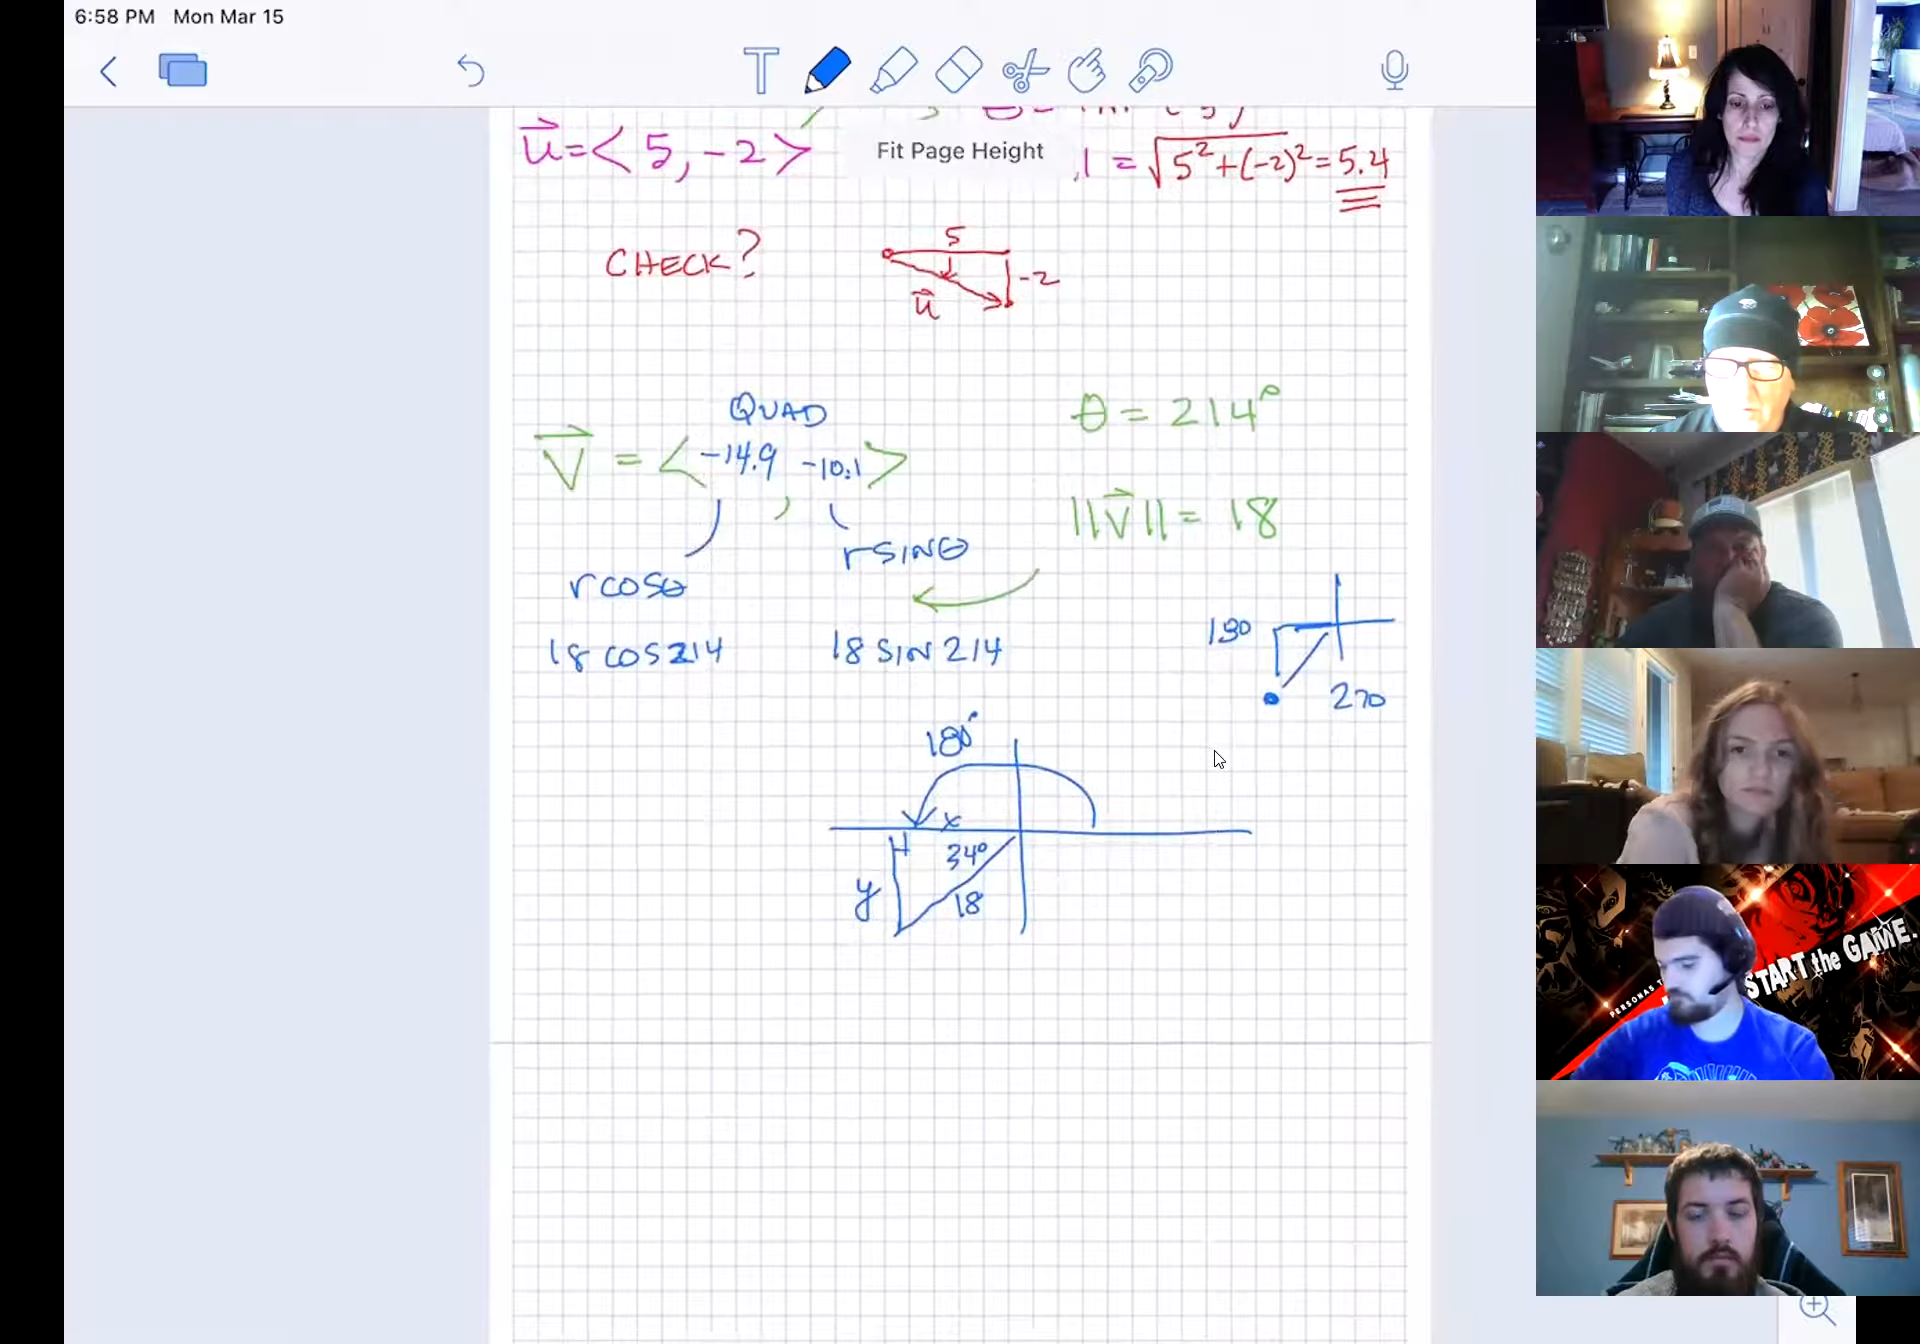 6:58 PM Mon Mar 15
T
u = < 5, -2 >
Fit Page Height
= √5² + (-2)² = 5.4
CHECK?
5
-2
u
QUAD
θ = 214°
V = < -14.9 , -10.1 >
||V|| = 18
r SIN θ
r COS θ
18 COS 214
18 SIN 214
180
270
180°
x
34°
y
18
START the GAME.